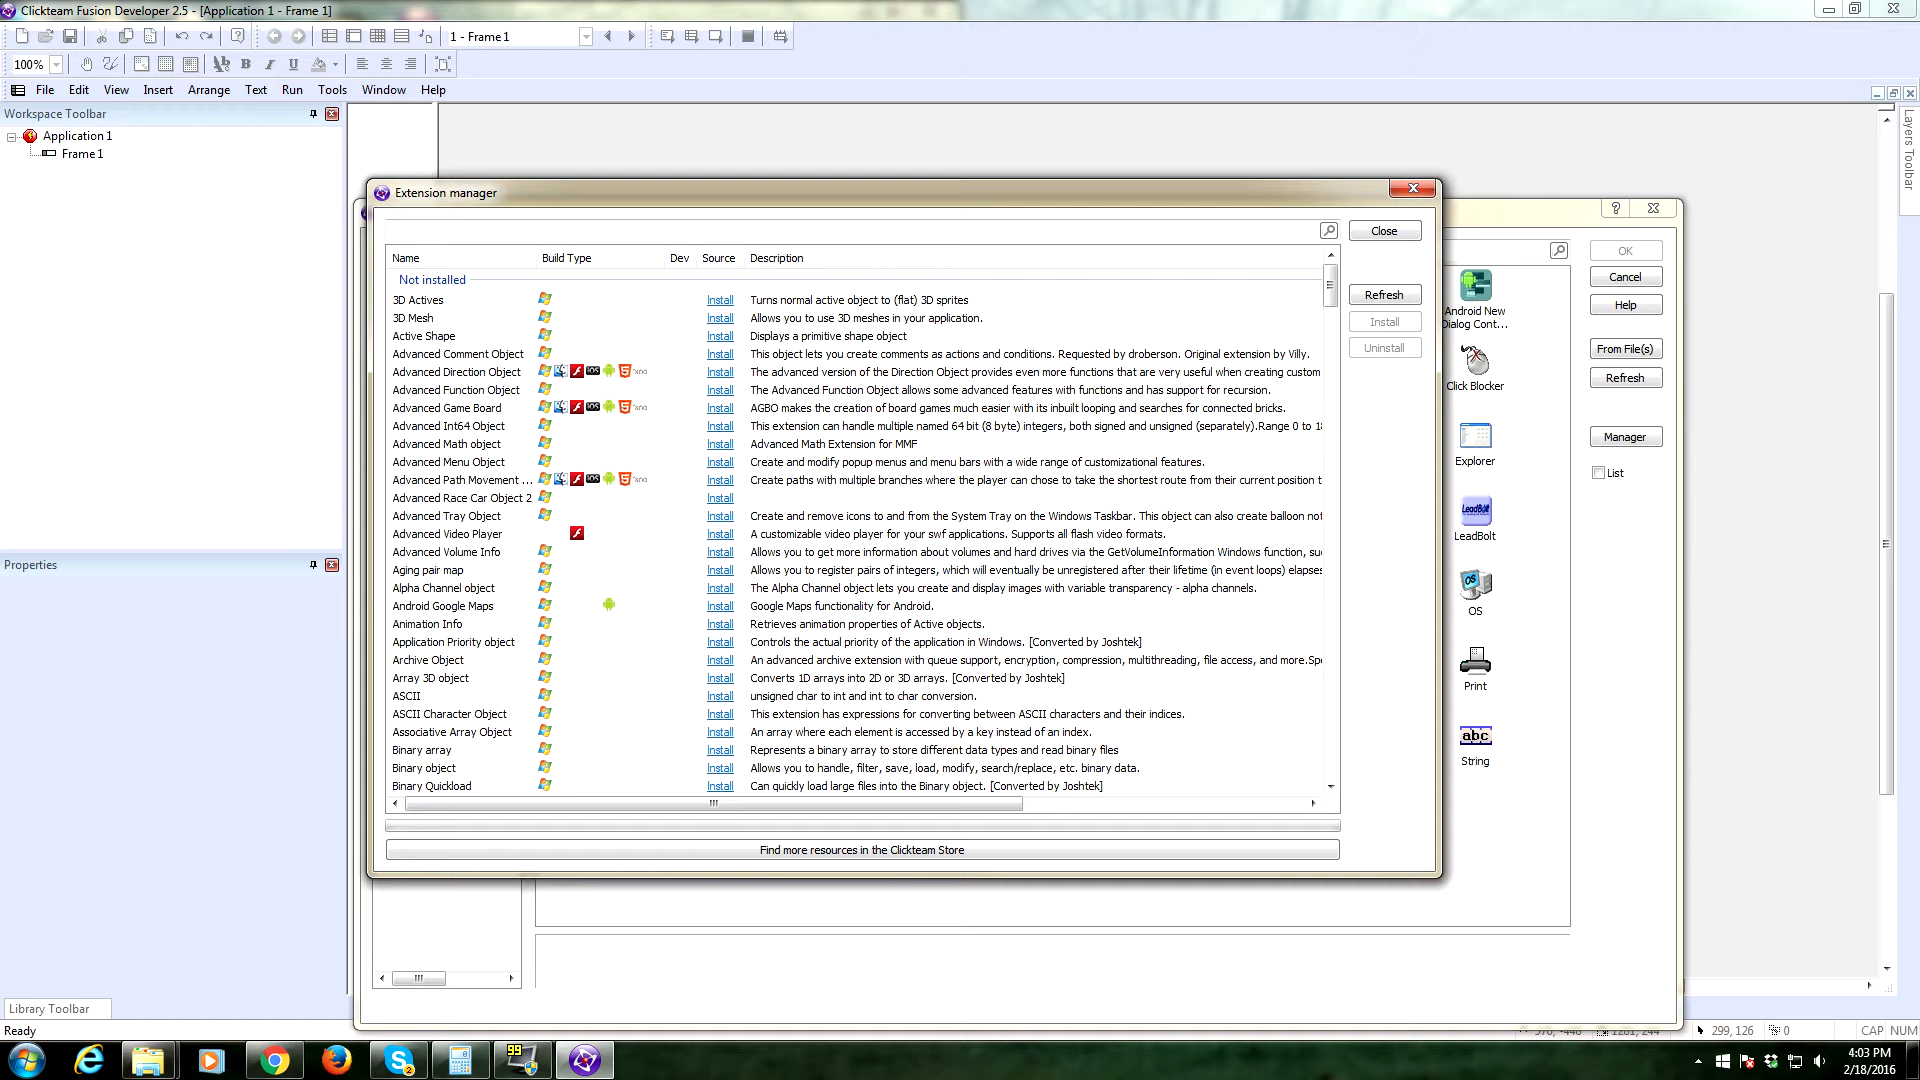 Clickteam Fusion Developer 2.5 - [Application 1 - Frame 1]
1 - Frame 1
100%
File Edit View Insert Arrange Text Run Tools Window Help
Workspace Toolbar
Application 1
Frame 1
Properties
Library Toolbar
Layers Toolbar
Extension manager
Close
Refresh
Install
Uninstall
Name Build Type Dev Source Description
Not installed
3D Actives Install Turns normal active object to (flat) 3D sprites
3D Mesh Install Allows you to use 3D meshes in your application.
Active Shape Install Displays a primitive shape object
Advanced Comment Object Install This object lets you create comments as actions and conditions. Requested by droberson. Original extension by Villy.
Advanced Direction Object iOS xna Install The advanced version of the Direction Object provides even more functions that are very useful when creating custom
Advanced Function Object Install The Advanced Function Object allows some advanced features with functions and has support for recursion.
Advanced Game Board iOS xna Install AGBO makes the creation of board games much easier with its inbuilt looping and searches for connected bricks.
Advanced Int64 Object Install This extension can handle multiple named 64 bit (8 byte) integers, both signed and unsigned (separately).Range 0 to 18
Advanced Math object Install Advanced Math Extension for MMF
Advanced Menu Object Install Create and modify popup menus and menu bars with a wide range of customizational features.
Advanced Path Movement ... iOS xna Install Create paths with multiple branches where the player can chose to take the shortest route from their current position t
Advanced Race Car Object 2 Install
Advanced Tray Object Install Create and remove icons to and from the System Tray on the Windows Taskbar. This object can also create balloon not
Advanced Video Player Install A customizable video player for your swf applications. Supports all flash video formats.
Advanced Volume Info Install Allows you to get more information about volumes and hard drives via the GetVolumeInformation Windows function, suc
Aging pair map Install Allows you to register pairs of integers, which will eventually be unregistered after their lifetime (in event loops) elapses
Alpha Channel object Install The Alpha Channel object lets you create and display images with variable transparency - alpha channels.
Android Google Maps Install Google Maps functionality for Android.
Animation Info Install Retrieves animation properties of Active objects.
Application Priority object Install Controls the actual priority of the application in Windows. [Converted by Joshtek]
Archive Object Install An advanced archive extension with queue support, encryption, compression, multithreading, file access, and more.Spe
Array 3D object Install Converts 1D arrays into 2D or 3D arrays. [Converted by Joshtek]
ASCII Install unsigned char to int and int to char conversion.
ASCII Character Object Install This extension has expressions for converting between ASCII characters and their indices.
Associative Array Object Install An array where each element is accessed by a key instead of an index.
Binary array Install Represents a binary array to store different data types and read binary files
Binary object Install Allows you to handle, filter, save, load, modify, search/replace, etc. binary data.
Binary Quickload Install Can quickly load large files into the Binary object. [Converted by Joshtek]
Find more resources in the Clickteam Store
Android New
Dialog Cont...
Click Blocker
Explorer
LeadBolt
LeadBolt
OS
OS
Print
abc
String
OK
Cancel
Help
From File(s)
Refresh
Manager
List
Ready
299, 126 0 CAP NUM
2
99
4:03 PM
2/18/2016